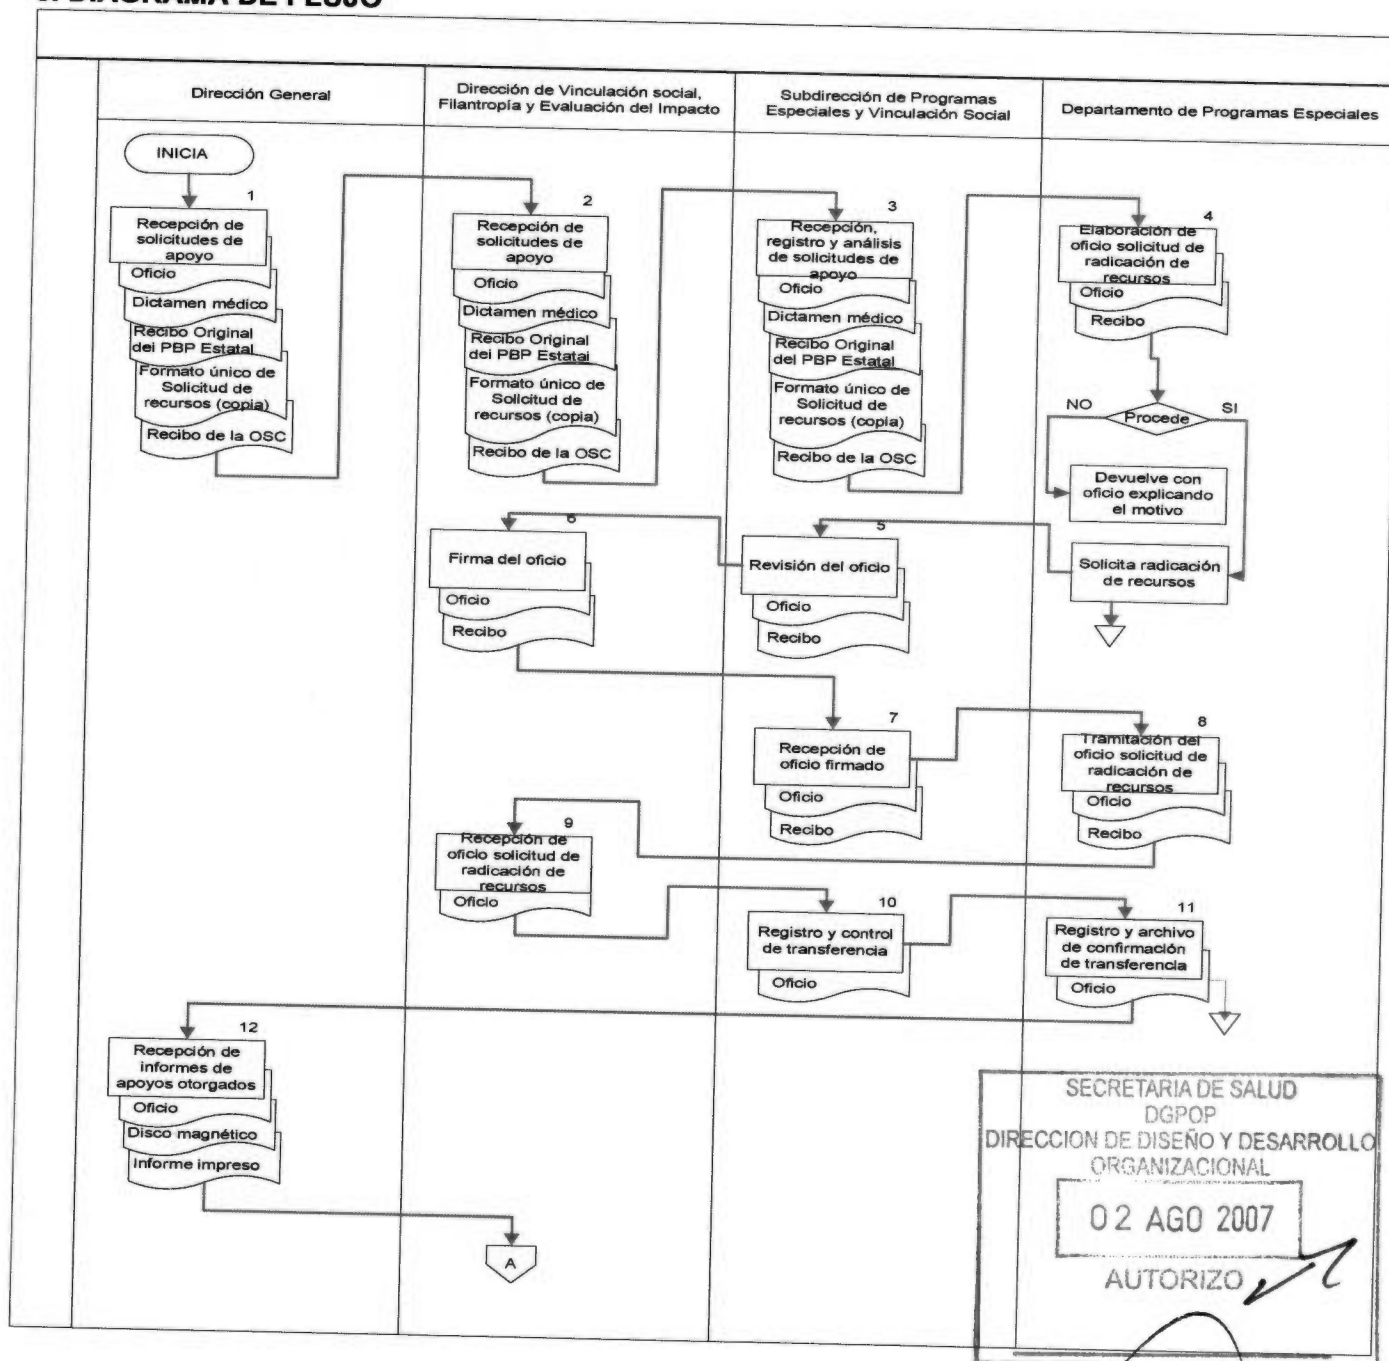 DIAGRAMA DE FLUJO
Dirección General
Dirección de Vinculación social,
Filantropía y Evaluación del Impacto
Subdirección de Programas
Especiales y Vinculación Social
Departamento de Programas Especiales
INICIA
1
Recepción de
solicitudes de
apoyo
Oficio
Dictamen médico
Recibo Original
del PBP Estatal
Formato único de
Solicitud de
recursos (copia)
Recibo de la OSC
2
Recepción de
solicitudes de
apoyo
Oficio
Dictamen médico
Recibo Original
del PBP Estatal
Formato único de
Solicitud de
recursos (copia)
Recibo de la OSC
3
Recepción,
registro y análisis
de solicitudes de
apoyo
Oficio
Dictamen médico
Recibo Original
del PBP Estatal
Formato único de
Solicitud de
recursos (copia)
Recibo de la OSC
4
Elaboración de
oficio solicitud de
radicación de
recursos
Oficio
Recibo
NO
Procede
SI
Devuelve con
oficio explicando
el motivo
Solicita radicación
de recursos
5
Revisión del oficio
Oficio
Recibo
6
Firma del oficio
Oficio
Recibo
7
Recepción de
oficio firmado
Oficio
Recibo
8
Tramitación del
oficio solicitud de
radicación de
recursos
Oficio
Recibo
9
Recepción de
oficio solicitud de
radicación de
recursos
Oficio
10
Registro y control
de transferencia
Oficio
11
Registro y archivo
de confirmación
de transferencia
Oficio
12
Recepción de
informes de
apoyos otorgados
Oficio
Disco magnético
Informe impreso
A
SECRETARIA DE SALUD
DGPOP
DIRECCION DE DISEÑO Y DESARROLLO
ORGANIZACIONAL
02 AGO 2007
AUTORIZO